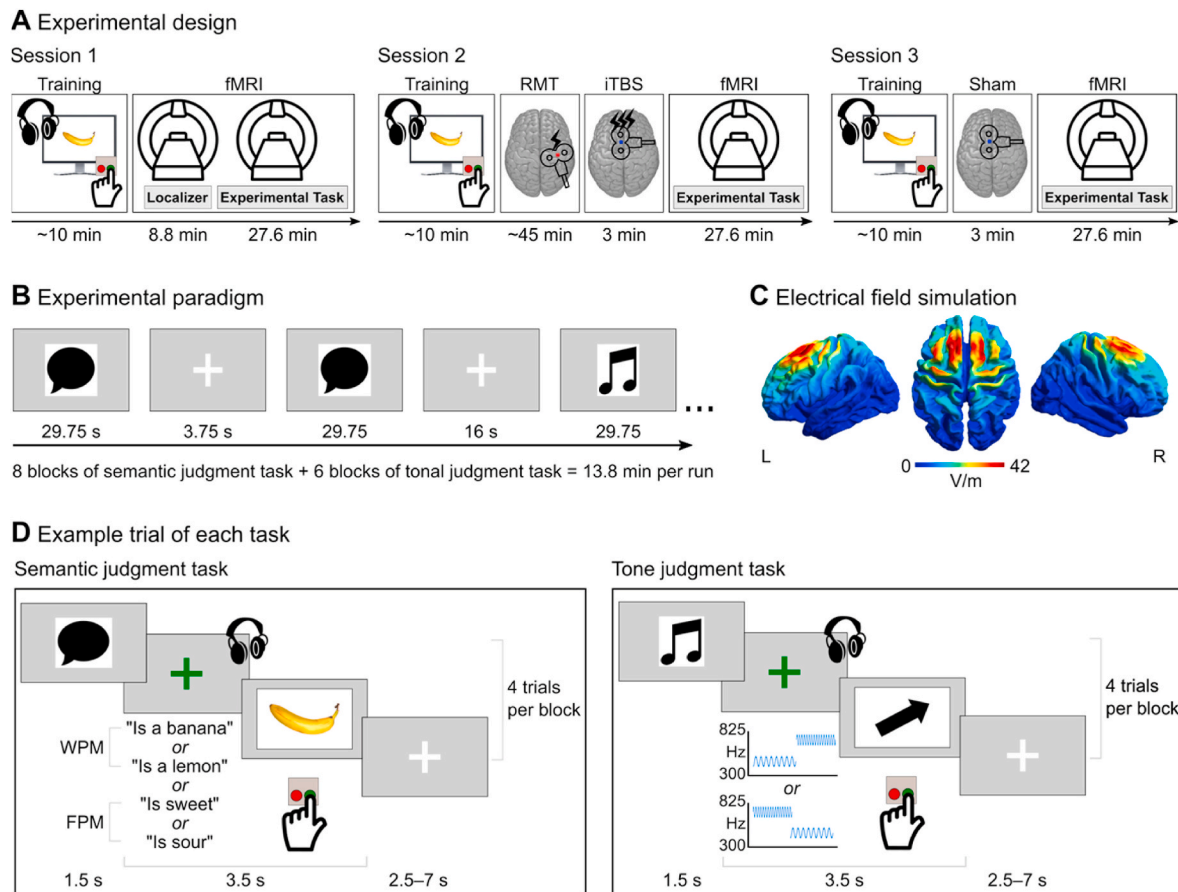 A Experimental design
Session 1
Session 2
Session 3
Training
fMRI
Training
RMT
iTBS
fMRI
Training
Sham
fMRI
Localizer
Experimental Task
Experimental Task
Experimental Task
~10 min
8.8 min
27.6 min
~10 min
~45 min
3 min
27.6 min
~10 min
3 min
27.6 min
B Experimental paradigm
29.75 s
3.75 s
29.75
16 s
29.75
...
8 blocks of semantic judgment task + 6 blocks of tonal judgment task = 13.8 min per run
C Electrical field simulation
L
R
0
42
V/m
D Example trial of each task
Semantic judgment task
4 trials
per block
WPM
"Is a banana"
or
"Is a lemon"
or
FPM
"Is sweet"
or
"Is sour"
1.5 s
3.5 s
2.5–7 s
Tone judgment task
4 trials
per block
825
Hz
300
or
825
Hz
300
1.5 s
3.5 s
2.5–7 s